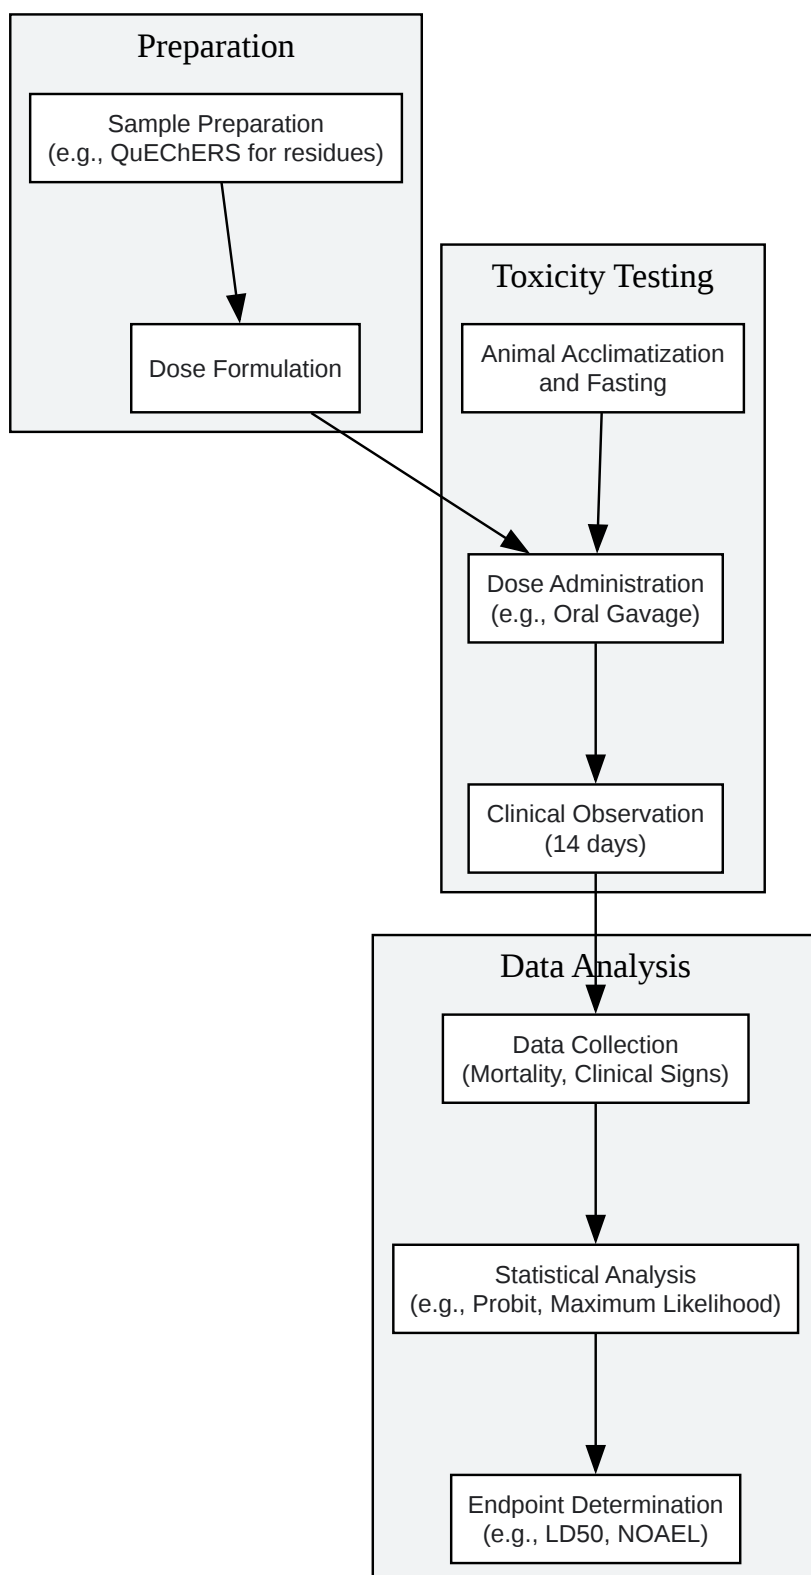 Preparation
Sample Preparation
(e.g., QuEChERS for residues)
Dose Formulation
Toxicity Testing
Animal Acclimatization
and Fasting
Dose Administration
(e.g., Oral Gavage)
Clinical Observation
(14 days)
Data Analysis
Data Collection
(Mortality, Clinical Signs)
Statistical Analysis
(e.g., Probit, Maximum Likelihood)
Endpoint Determination
(e.g., LD50, NOAEL)